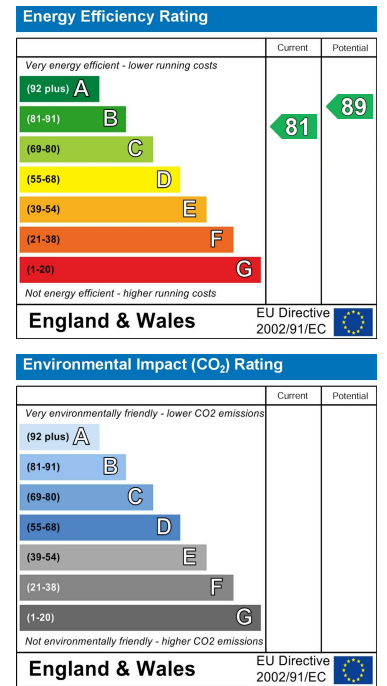 Energy Efficiency Rating
Current Potential
Very energy efficient - lower running costs
(92 plus) A
(81-91) B
(69-80) C
(55-68) D
(39-54) E
(21-38) F
(1-20) G
81
89
Not energy efficient - higher running costs
England & Wales
EU Directive
2002/91/EC
Environmental Impact (CO₂) Rating
Current Potential
Very environmentally friendly - lower CO2 emissions
(92 plus) A
(81-91) B
(69-80) C
(55-68) D
(39-54) E
(21-38) F
(1-20) G
Not environmentally friendly - higher CO2 emissions
England & Wales
EU Directive
2002/91/EC